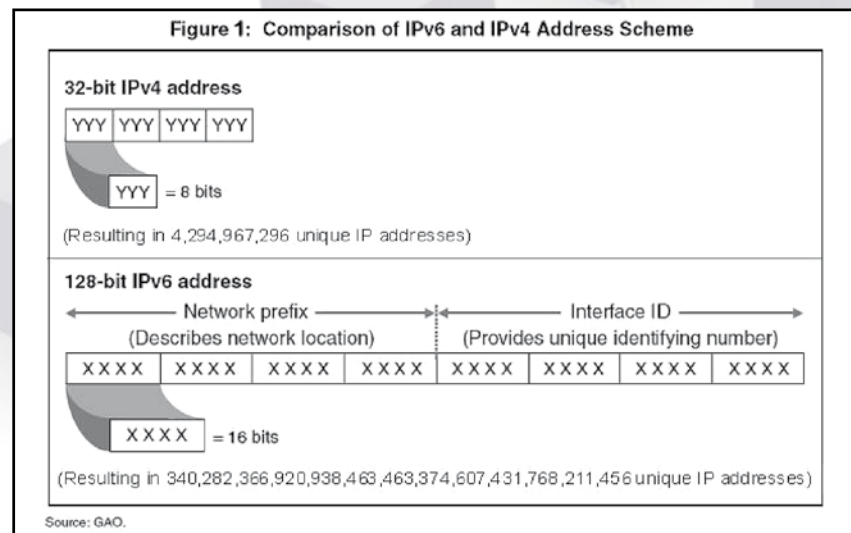 Figure 1: Comparison of IPv6 and IPv4 Address Scheme
32-bit IPv4 address
YYY YYY YYY YYY
YYY = 8 bits
(Resulting in 4,294,967,296 unique IP addresses)
128-bit IPv6 address
Network prefix Interface ID
(Describes network location) (Provides unique identifying number)
XXXX XXXX XXXX XXXX XXXX XXXX XXXX XXXX
XXXX = 16 bits
(Resulting in 340,282,366,920,938,463,463,374,607,431,768,211,456 unique IP addresses)
Source: GAO.